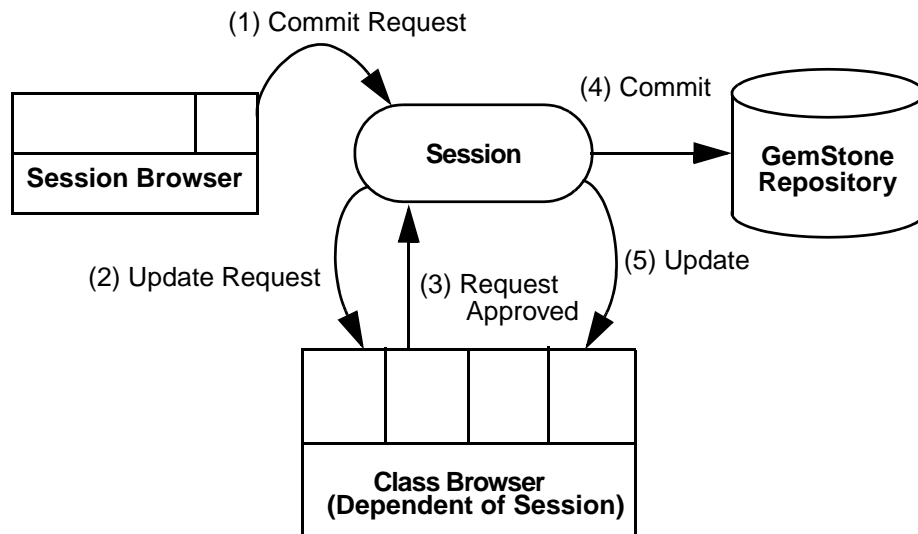 (1) Commit Request
(4) Commit
Session Browser
Session
GemStone
Repository
(2) Update Request
(3) Request
Approved
(5) Update
Class Browser
(Dependent of Session)